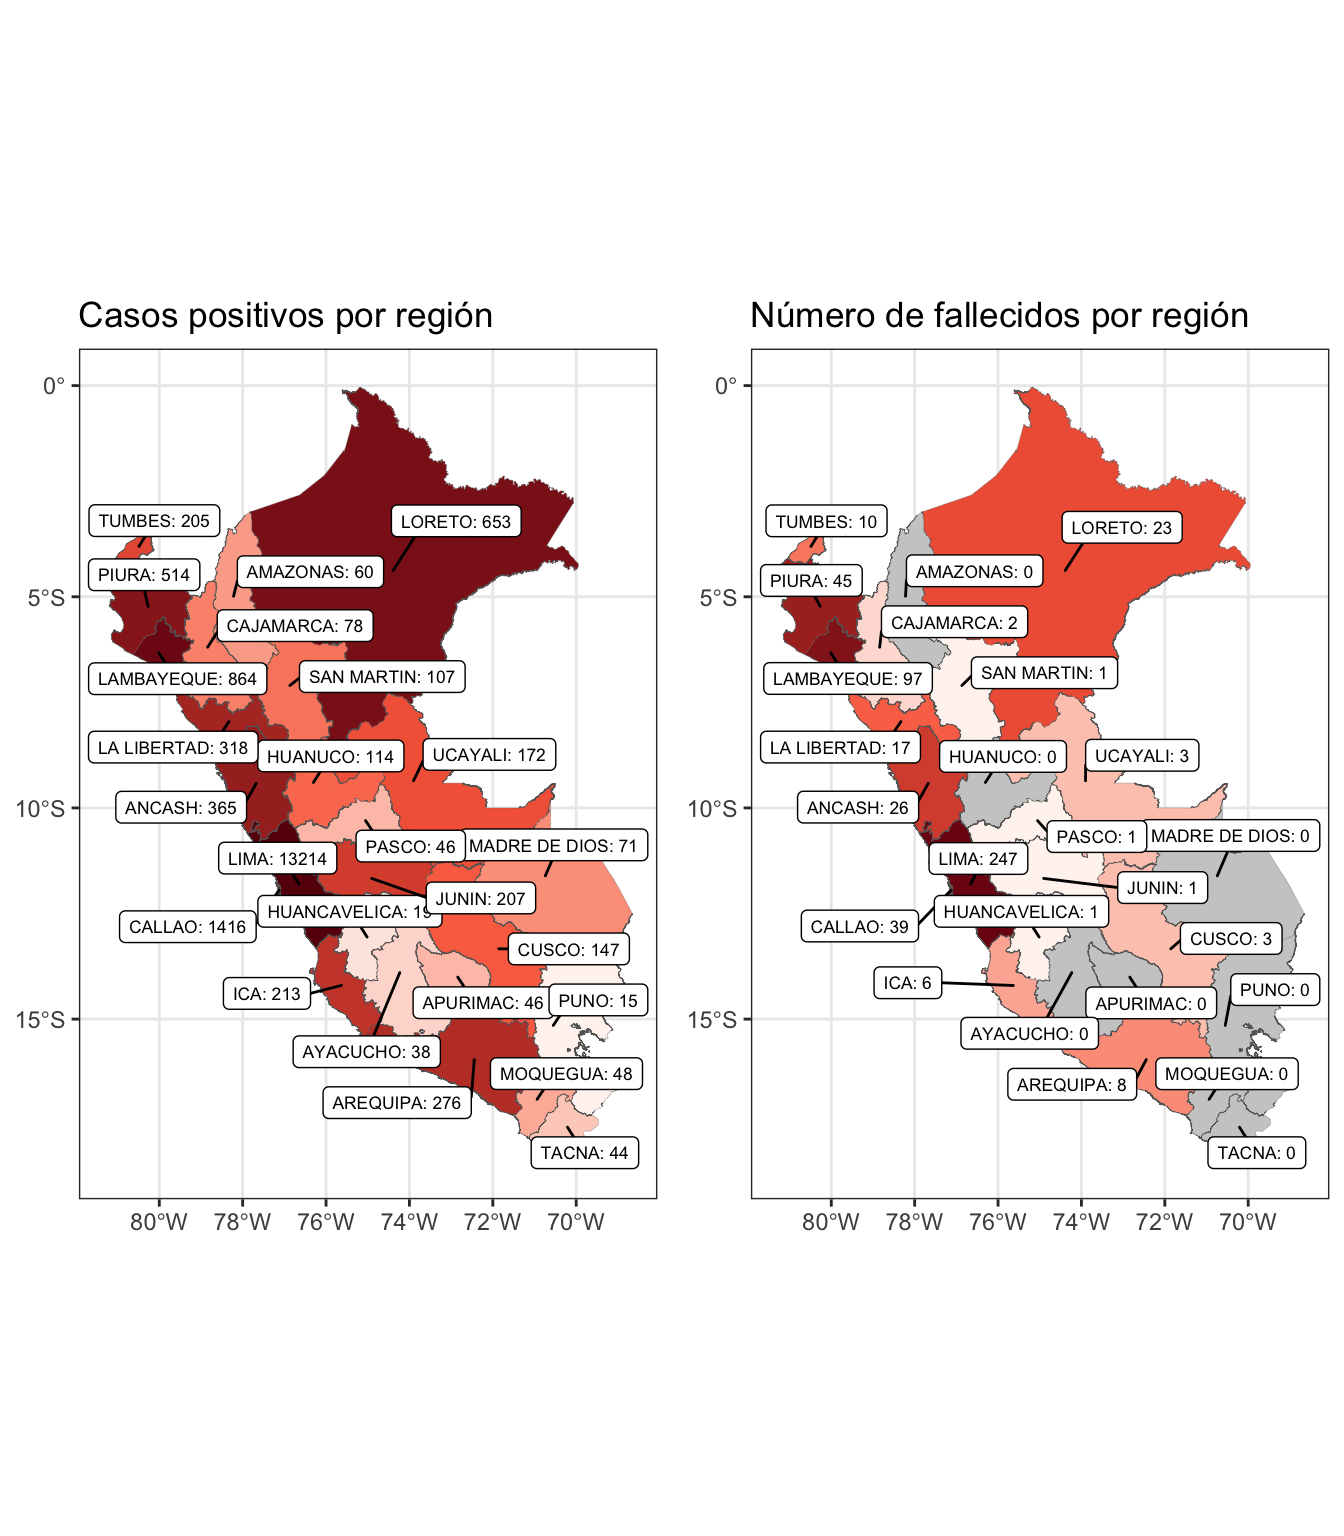 Casos positivos por región
0°
5°S
10°S
15°S
TUMBES: 205
LORETO: 653
PIURA: 514
AMAZONAS: 60
CAJAMARCA: 78
LAMBAYEQUE: 864
SAN MARTIN: 107
LA LIBERTAD: 318
HUANUCO: 114
UCAYALI: 172
ANCASH: 365
PASCO: 46
MADRE DE DIOS: 71
LIMA: 13214
JUNIN: 207
HUANCAVELICA: 19
CALLAO: 1416
CUSCO: 147
ICA: 213
APURIMAC: 46
PUNO: 15
AYACUCHO: 38
MOQUEGUA: 48
AREQUIPA: 276
TACNA: 44
80°W 78°W 76°W 74°W 72°W 70°W
Número de fallecidos por región
0°
5°S
10°S
15°S
TUMBES: 10
LORETO: 23
PIURA: 45
AMAZONAS: 0
CAJAMARCA: 2
LAMBAYEQUE: 97
SAN MARTIN: 1
LA LIBERTAD: 17
HUANUCO: 0
UCAYALI: 3
ANCASH: 26
PASCO: 1
MADRE DE DIOS: 0
LIMA: 247
JUNIN: 1
HUANCAVELICA: 1
CALLAO: 39
CUSCO: 3
ICA: 6
APURIMAC: 0
PUNO: 0
AYACUCHO: 0
MOQUEGUA: 0
AREQUIPA: 8
TACNA: 0
80°W 78°W 76°W 74°W 72°W 70°W